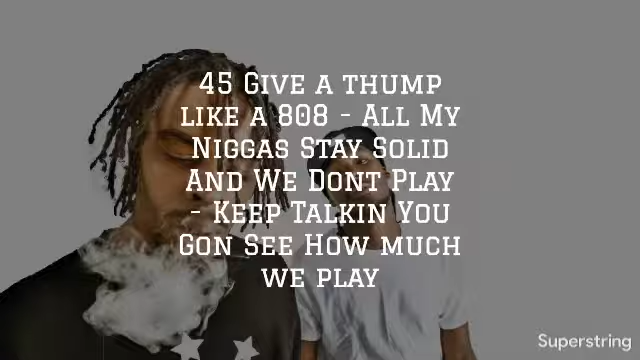 45 Give a thump
like a 808 - All My
Niggas Stay Solid
And We Dont Play
- Keep Talkin You
Gon See How much
we play
Superstring